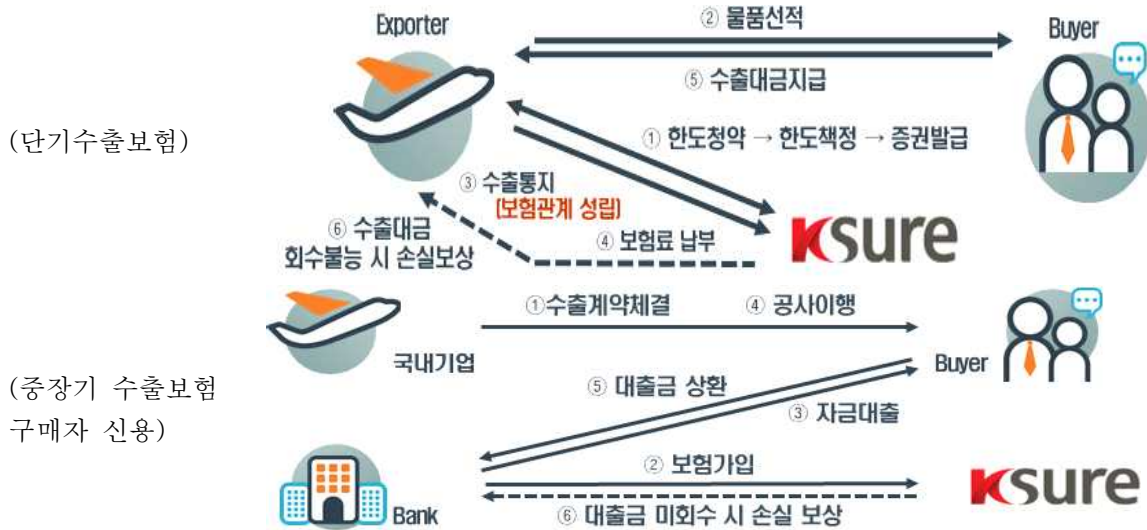 Exporter
② 물품선적
Buyer
⑤ 수출대금지급
(단기수출보험)
① 한도청약 → 한도책정 → 증권발급
③ 수출통지
(보험관계 성립)
⑥ 수출대금
회수불능 시 손실보상
④ 보험료 납부
Ksure
①수출계약체결
④ 공사이행
국내기업
Buyer
(중장기 수출보험
구매자 신용)
⑤ 대출금 상환
③ 자금대출
② 보험가입
Ksure
Bank
⑥ 대출금 미회수 시 손실 보상